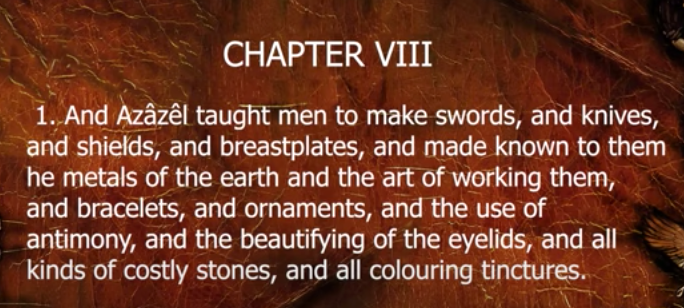 CHAPTER VIII
1. And Azâzêl taught men to make swords, and knives,
and shields, and breastplates, and made known to them
he metals of the earth and the art of working them,
and bracelets, and ornaments, and the use of
antimony, and the beautifying of the eyelids, and all
kinds of costly stones, and all colouring tinctures.